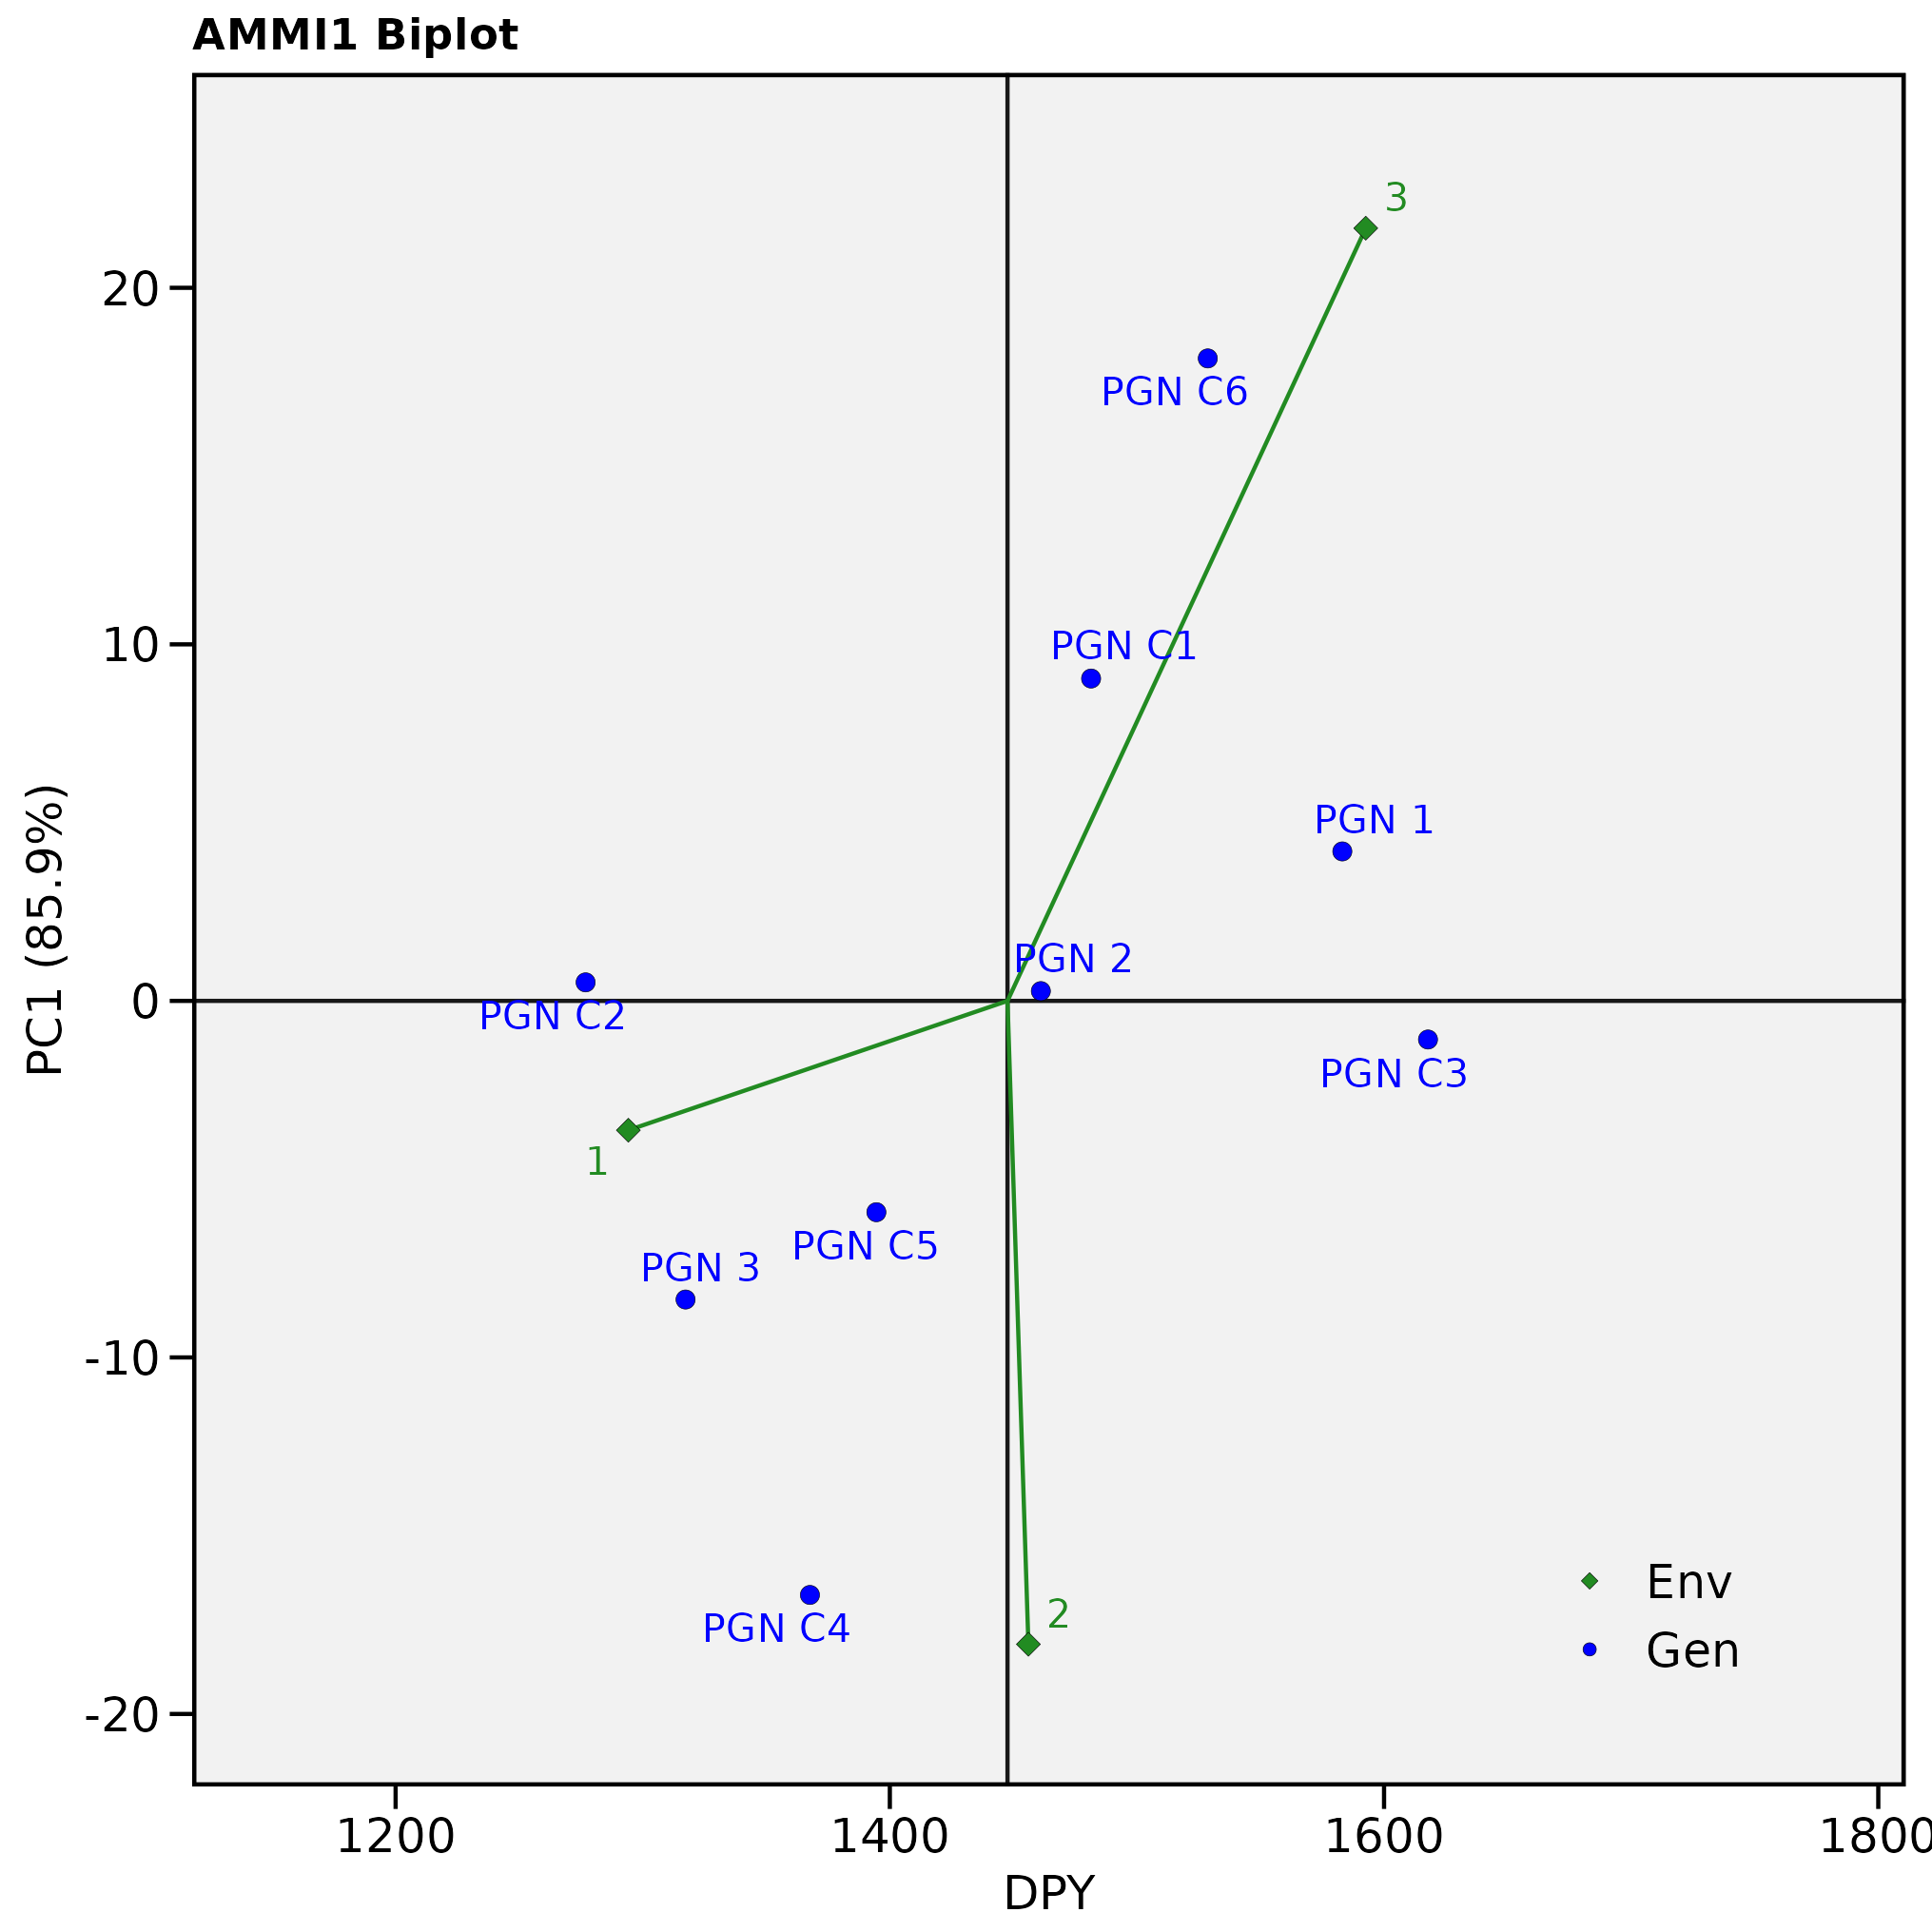 AMMI1 Biplot
3
20
PGN C6
10
PGN C1
PGN 1
PGN 2
0
PGN C2
PGN C3
PC1 (85.9%)
1
PGN C5
PGN 3
-10
Env
2
PGN C4
Gen
-20
1200
1400
1600
1800
DPY